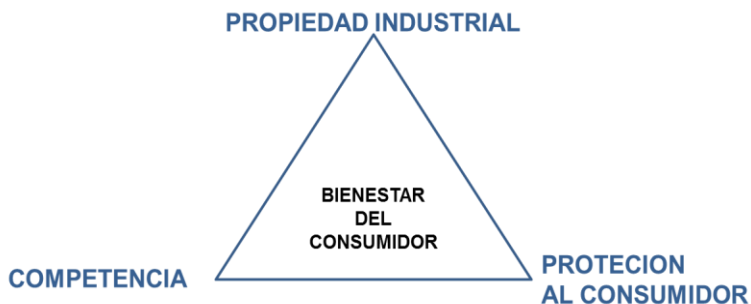 PROPIEDAD INDUSTRIAL
BIENESTAR
DEL
CONSUMIDOR
COMPETENCIA
PROTECION
AL CONSUMIDOR